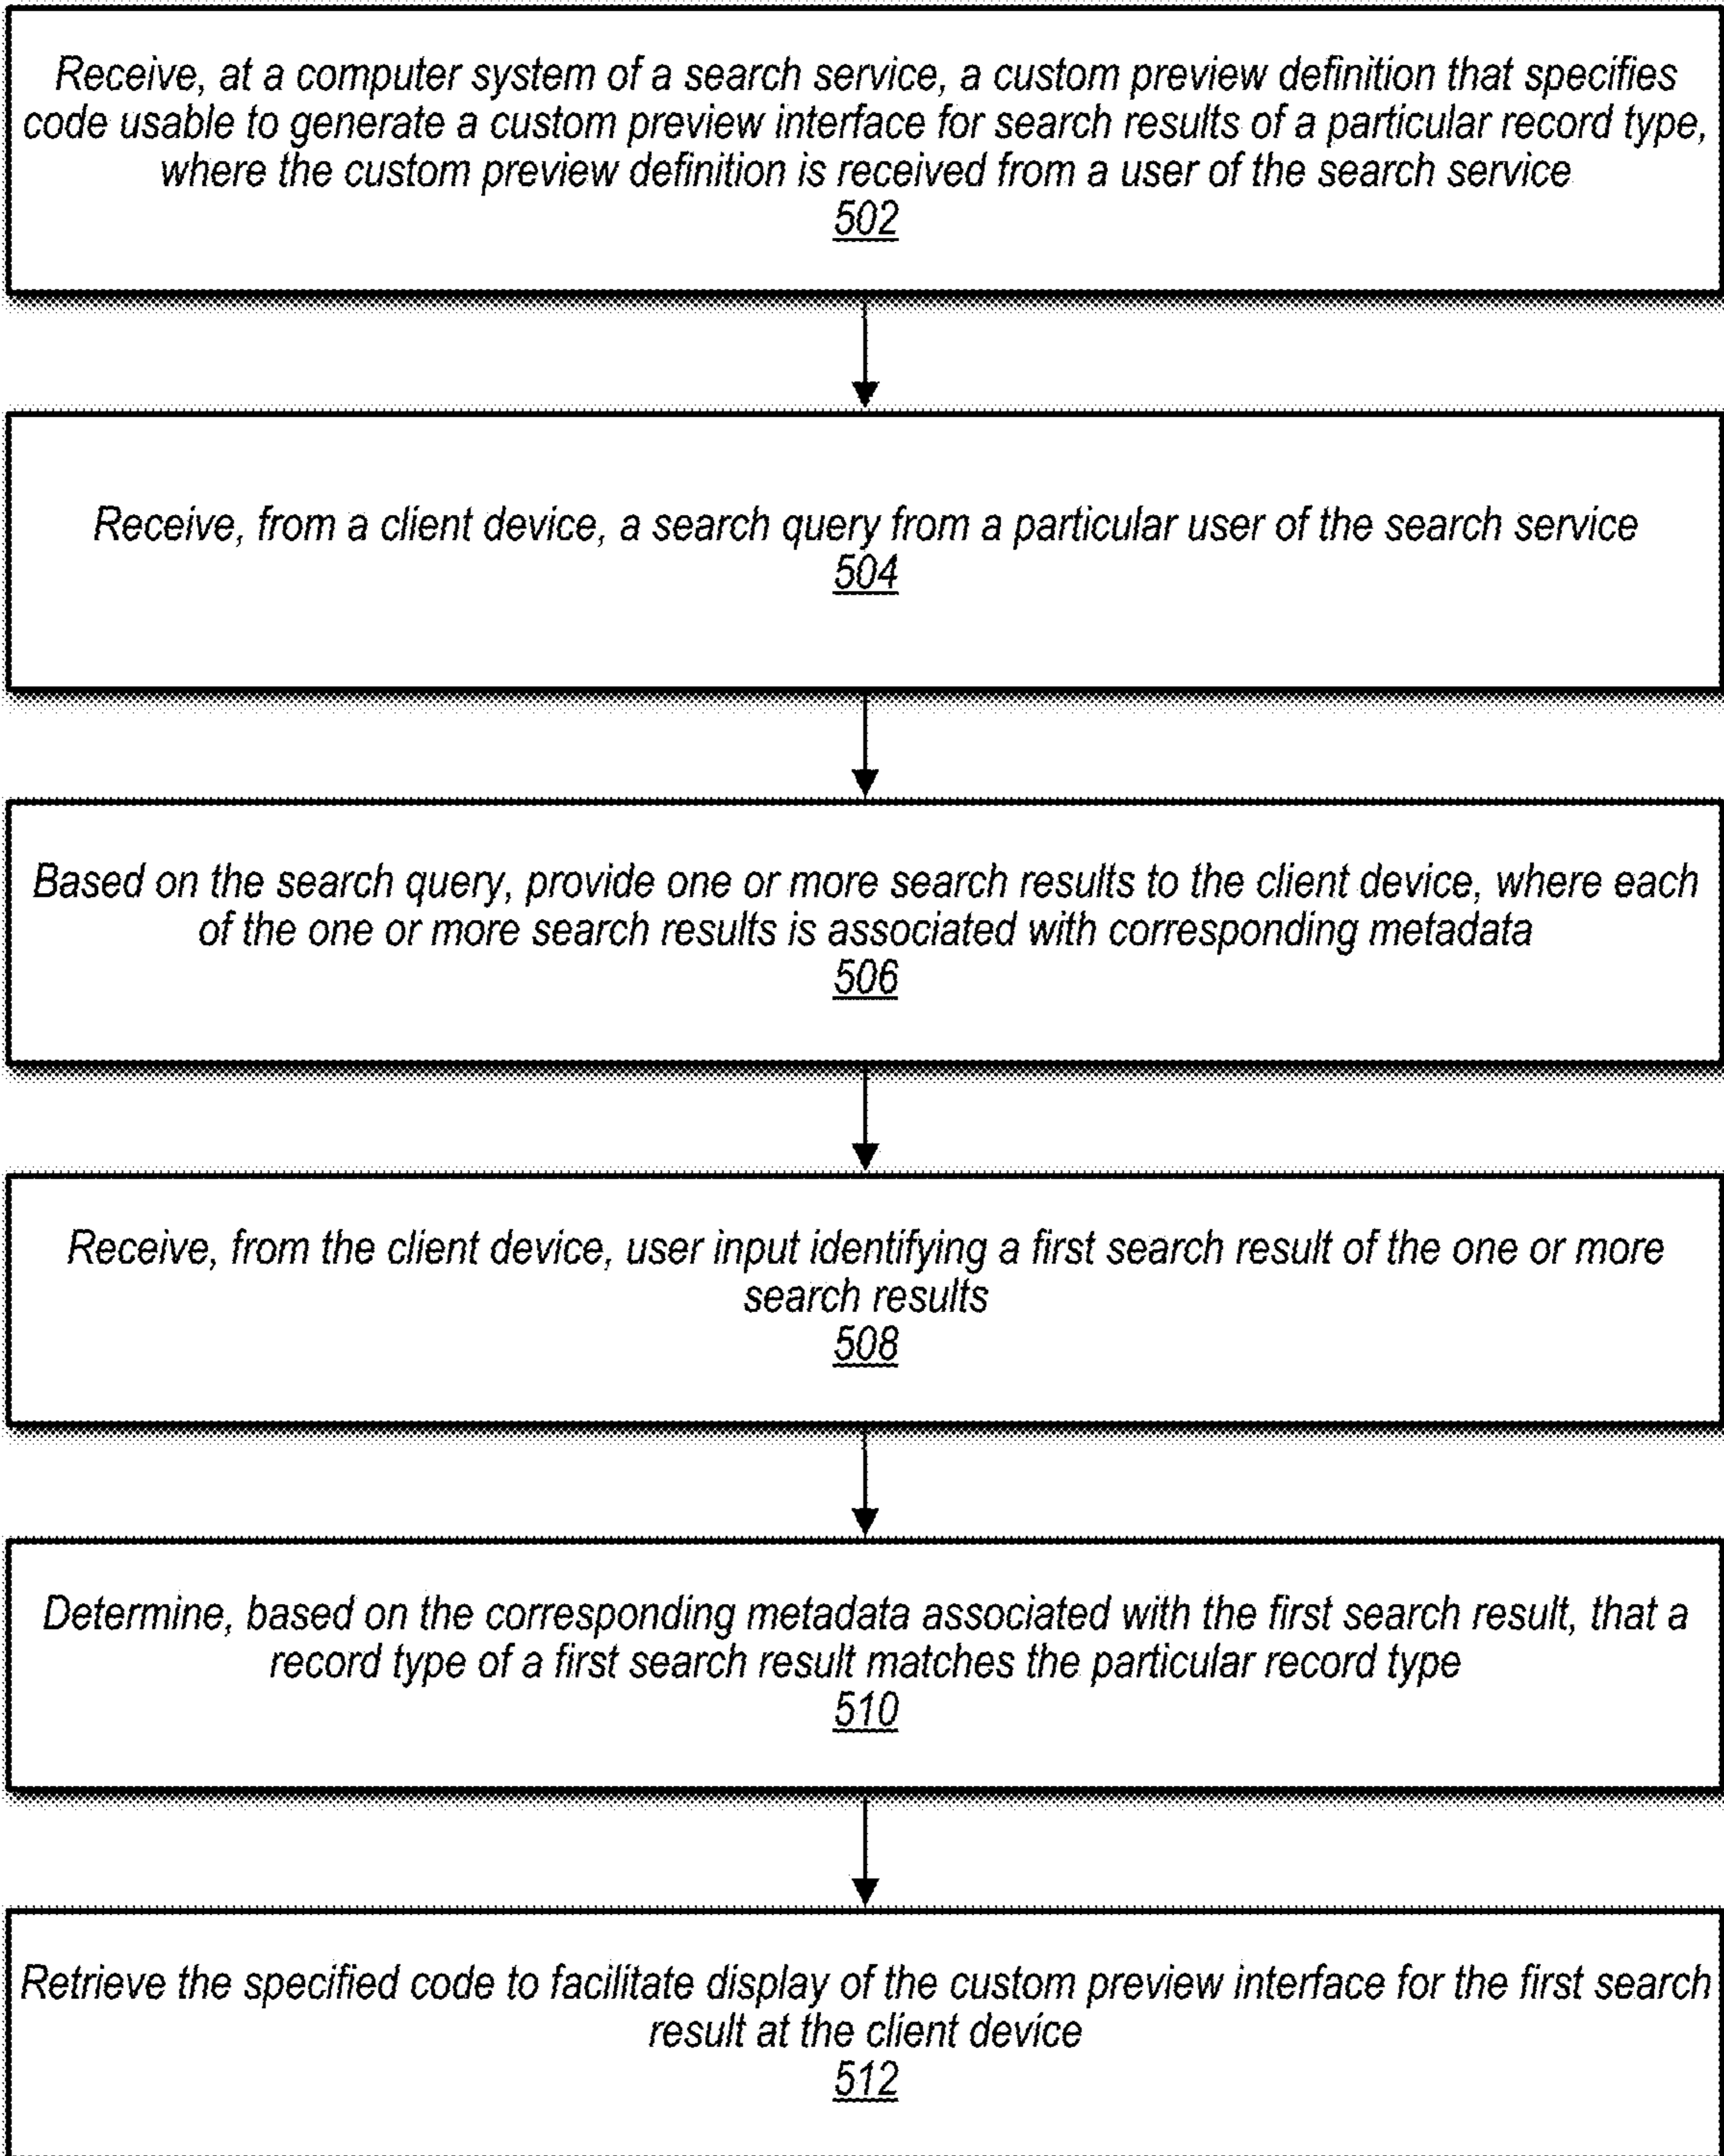 Receive, at a computer system of a search service, a custom preview definition that specifies
code usable to generate a custom preview interface for search results of a particular record type,
where the custom preview definition is received from a user of the search service
502
Receive, from a client device, a search query from a particular user of the search service
504
Based on the search query, provide one or more search results to the client device, where each
of the one or more search results is associated with corresponding metadata
506
Receive, from the client device, user input identifying a first search result of the one or more
search results
508
Determine, based on the corresponding metadata associated with the first search result, that a
record type of a first search result matches the particular record type
510
Retrieve the specified code to facilitate display of the custom preview interface for the first search
result at the client device
512